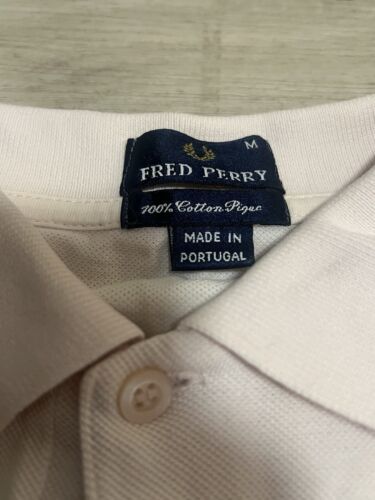 M
FRED PERRY
100% Cotton Pique
MADE IN
PORTUGAL